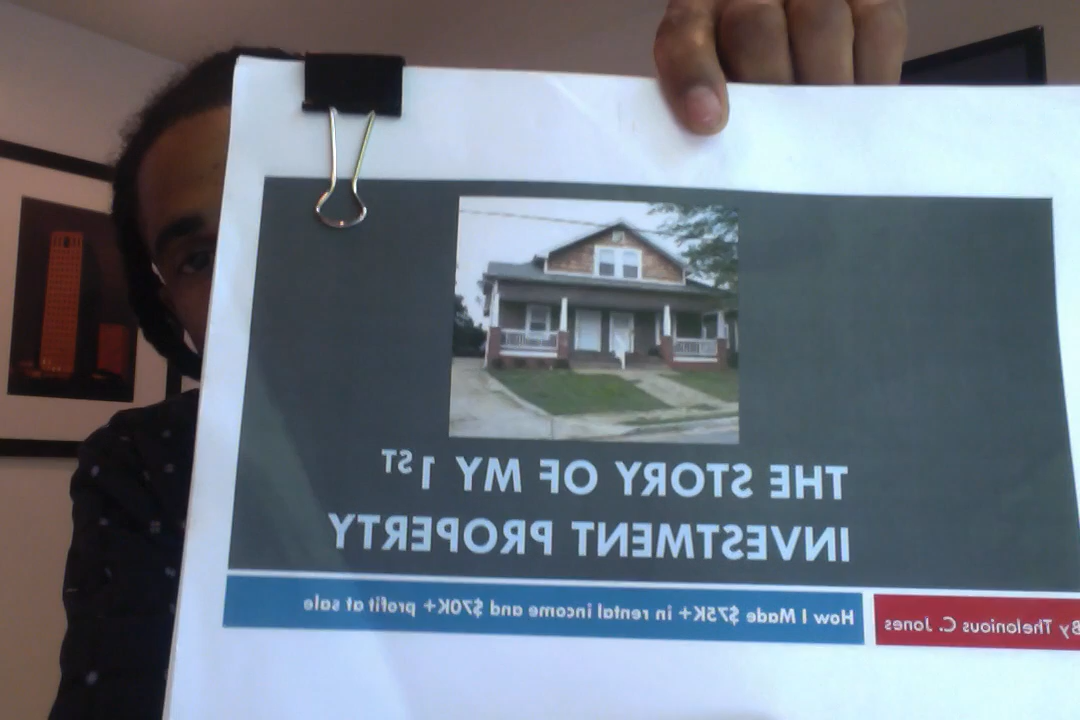 THE STORY OF MY 1ST
INVESTMENT PROPERTY
By Thelonious C. Jones
How I Made $75K+ in rental income and $70K+ profit at sale